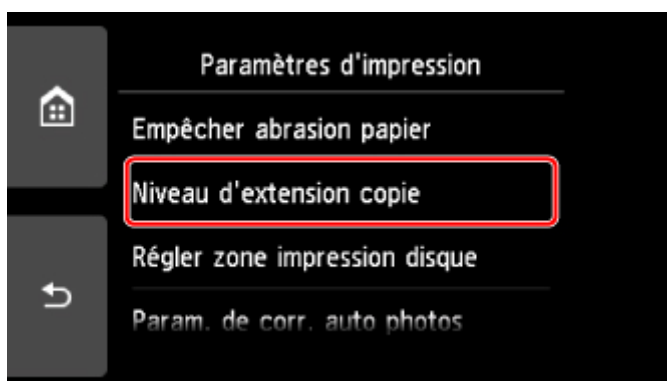 Paramètres d'impression
Empêcher abrasion papier
Niveau d'extension copie
Régler zone impression disque
Param. de corr. auto photos